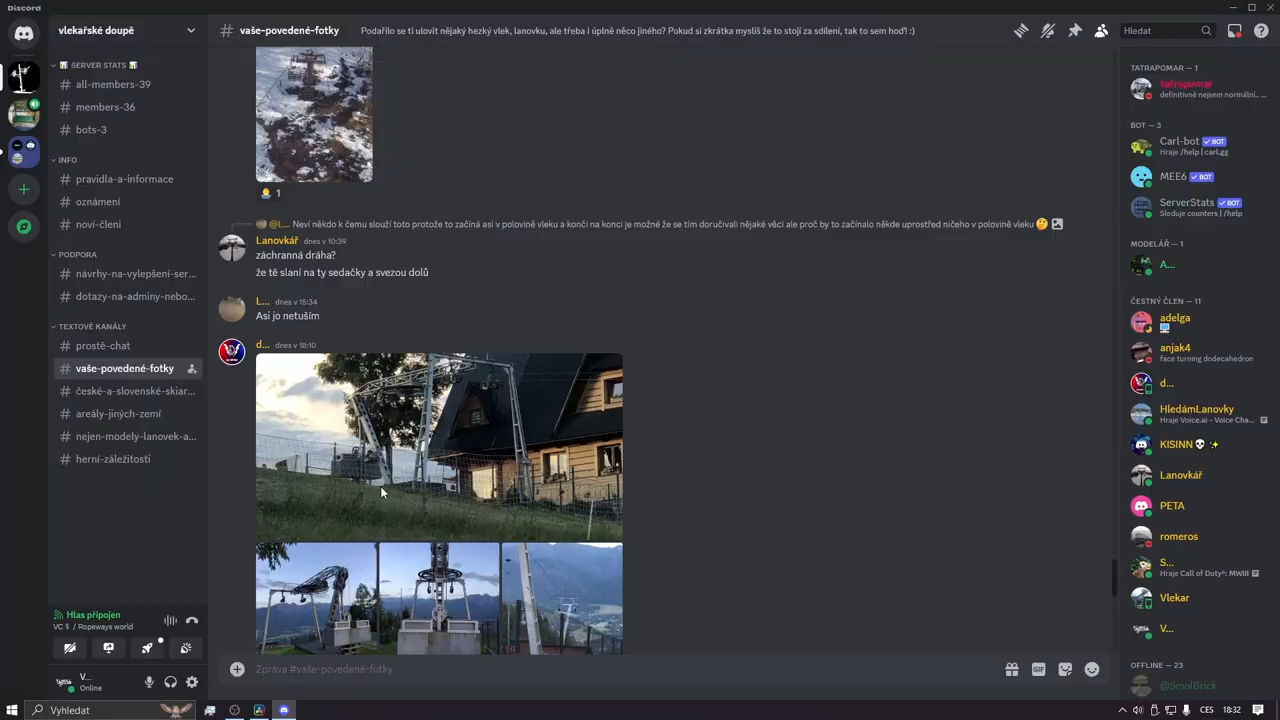 Discord
vlekařské doupě
vaše-povedené-fotky
Podařilo se ti ulovit nějaký hezký vlek, lanovku, ale třeba i úplně něco jiného? Pokud si zkrátka myslíš že to stojí za sdílení, tak to sem hoď! :)
Hledat
SERVER STATS
all-members-39
members-36
bots-3
INFO
pravidla-a-informace
oznámení
noví-členi
PODPORA
návrhy-na-vylepšení-ser...
dotazy-na-adminy-nebo...
TEXTOVÉ KANÁLY
prostě-chat
vaše-povedené-fotky
české-a-slovenské-skiar...
areály-jiných-zemí
nejen-modely-lanovek-a...
herní-záležitosti
Hlas připojen
VC / Ropeways world
V...
Online
1
@L... Neví někdo k čemu slouží toto protože to začíná asi v polovině vleku a konči na konci je možně že se tím doručivali nějaké věci ale proč by to začínalo někde uprostřed ničeho v polovině vleku
Lanovkář dnes v 10:39
záchranná dráha?
že tě slaní na ty sedačky a svezou dolů
L... dnes v 15:34
Asi jo netuším
d... dnes v 18:10
Zpráva #vaše-povedené-fotky
GIF
TATRAPOMAR — 1
tatrapomar
definitivně nejsem normální.. ...
BOT — 3
Carl-bot BOT
Hraje /help | carl.gg
MEE6 BOT
ServerStats BOT
Sleduje counters | /help
MODELÁŘ — 1
A...
ČESTNÝ ČLEN — 11
adelga
anjak4
face turning dodecahedron
d...
HledámLanovky
Hraje Voice.ai - Voice Cha...
KISINN
Lanovkář
PETA
romeros
S...
Hraje Call of Duty®: MWIII
Vlekar
V...
OFFLINE — 23
@SmolBrick
Vyhledat
CES
18:32